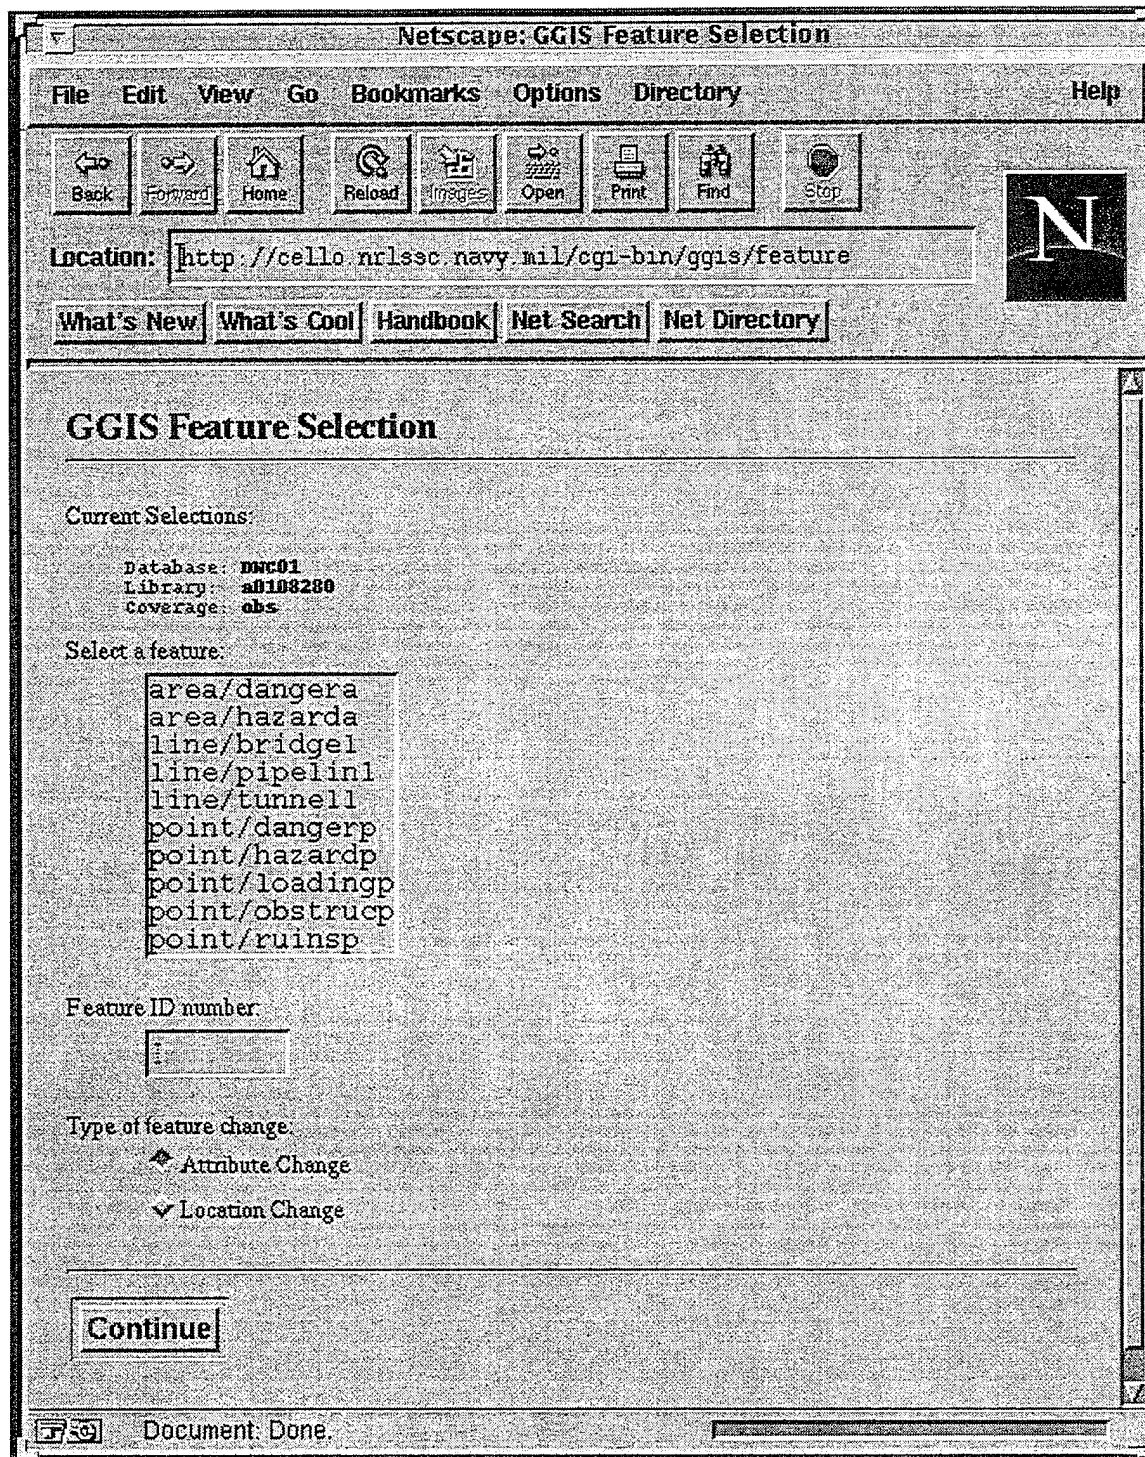 Netscape: GGIS Feature Selection
File Edit View Go Bookmarks Options Directory Help
Back Forward Home Reload Images Open Print Find Stop
N
Location: http://cello.nrlssc.navy.mil/cgi-bin/ggis/feature
What's New What's Cool Handbook Net Search Net Directory
GGIS Feature Selection
Current Selections:
Database: DNC01
Library: a0108280
Coverage: obs
Select a feature:
area/dangera
area/hazarda
line/bridgel
line/pipelinl
line/tunnell
point/dangerp
point/hazardp
point/loadingp
point/obstrucp
point/ruinsp
Feature ID number:
Type of feature change:
Attribute Change
Location Change
Continue
Document: Done.